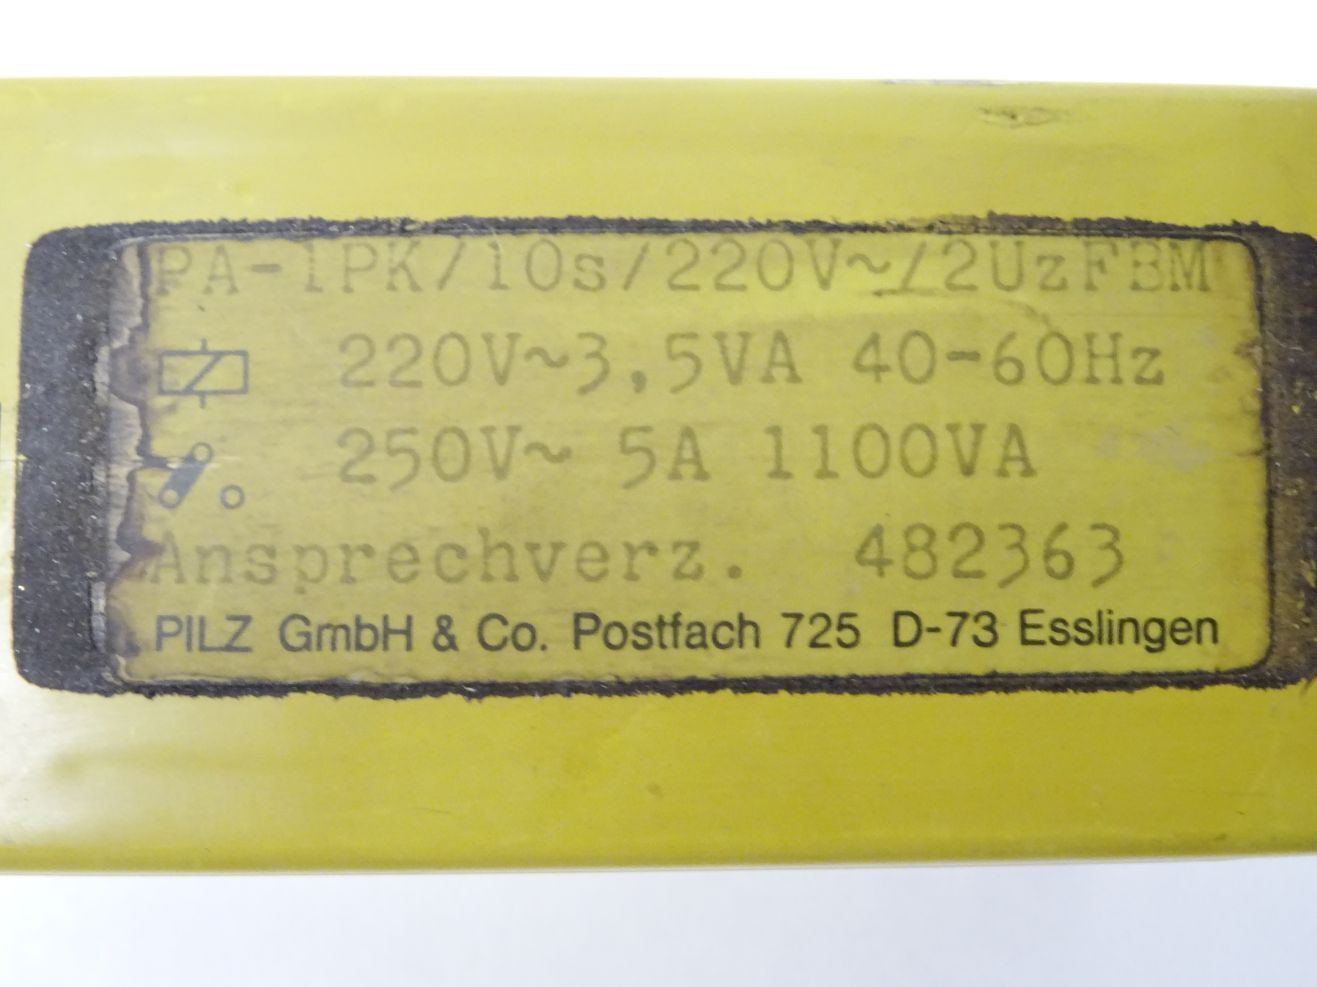 PA-1PK/10s/220V~/2UzFBM
220V~3,5VA 40-60Hz
250V~ 5A 1100VA
Ansprechverz. 482363
PILZ GmbH & Co. Postfach 725 D-73 Esslingen